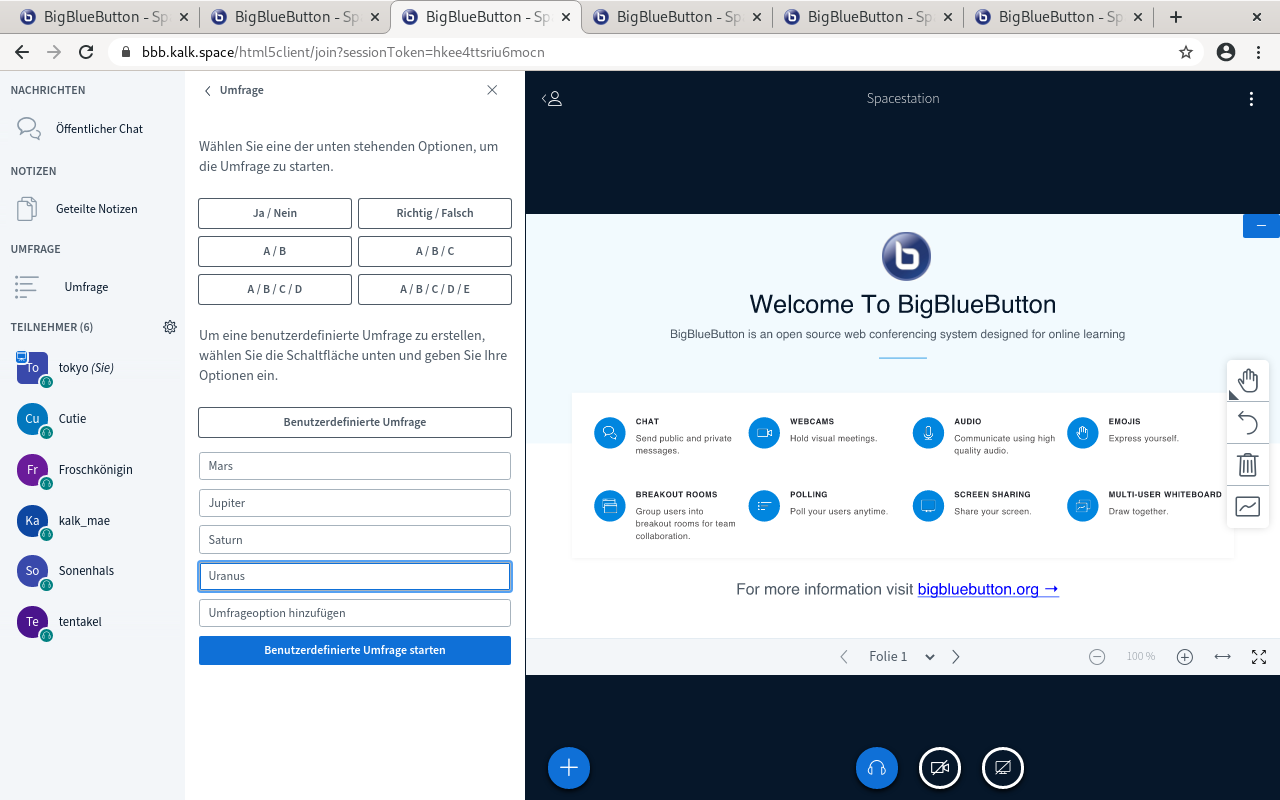 BigBlueButton - Sp
BigBlueButton - Sp
BigBlueButton - Sp
BigBlueButton - Sp
BigBlueButton - Sp
BigBlueButton - Sp
bbb.kalk.space/html5client/join?sessionToken=hkee4ttsriu6mocn
NACHRICHTEN
Öffentlicher Chat
NOTIZEN
Geteilte Notizen
UMFRAGE
Umfrage
TEILNEHMER (6)
To
tokyo (Sie)
Cu
Cutie
Fr
Froschkönigin
Ka
kalk_mae
So
Sonenhals
Te
tentakel
Umfrage
Wählen Sie eine der unten stehenden Optionen, um
die Umfrage zu starten.
Ja / Nein
Richtig / Falsch
A / B
A / B / C
A / B / C / D
A / B / C / D / E
Um eine benutzerdefinierte Umfrage zu erstellen,
wählen Sie die Schaltfläche unten und geben Sie Ihre
Optionen ein.
Benutzerdefinierte Umfrage
Mars
Jupiter
Saturn
Uranus
Umfrageoption hinzufügen
Benutzerdefinierte Umfrage starten
Spacestation
Welcome To BigBlueButton
BigBlueButton is an open source web conferencing system designed for online learning
CHAT
Send public and private
messages.
WEBCAMS
Hold visual meetings.
AUDIO
Communicate using high
quality audio.
EMOJIS
Express yourself.
BREAKOUT ROOMS
Group users into
breakout rooms for team
collaboration.
POLLING
Poll your users anytime.
SCREEN SHARING
Share your screen.
MULTI-USER WHITEBOARD
Draw together.
For more information visit bigbluebutton.org →
Folie 1
100 %